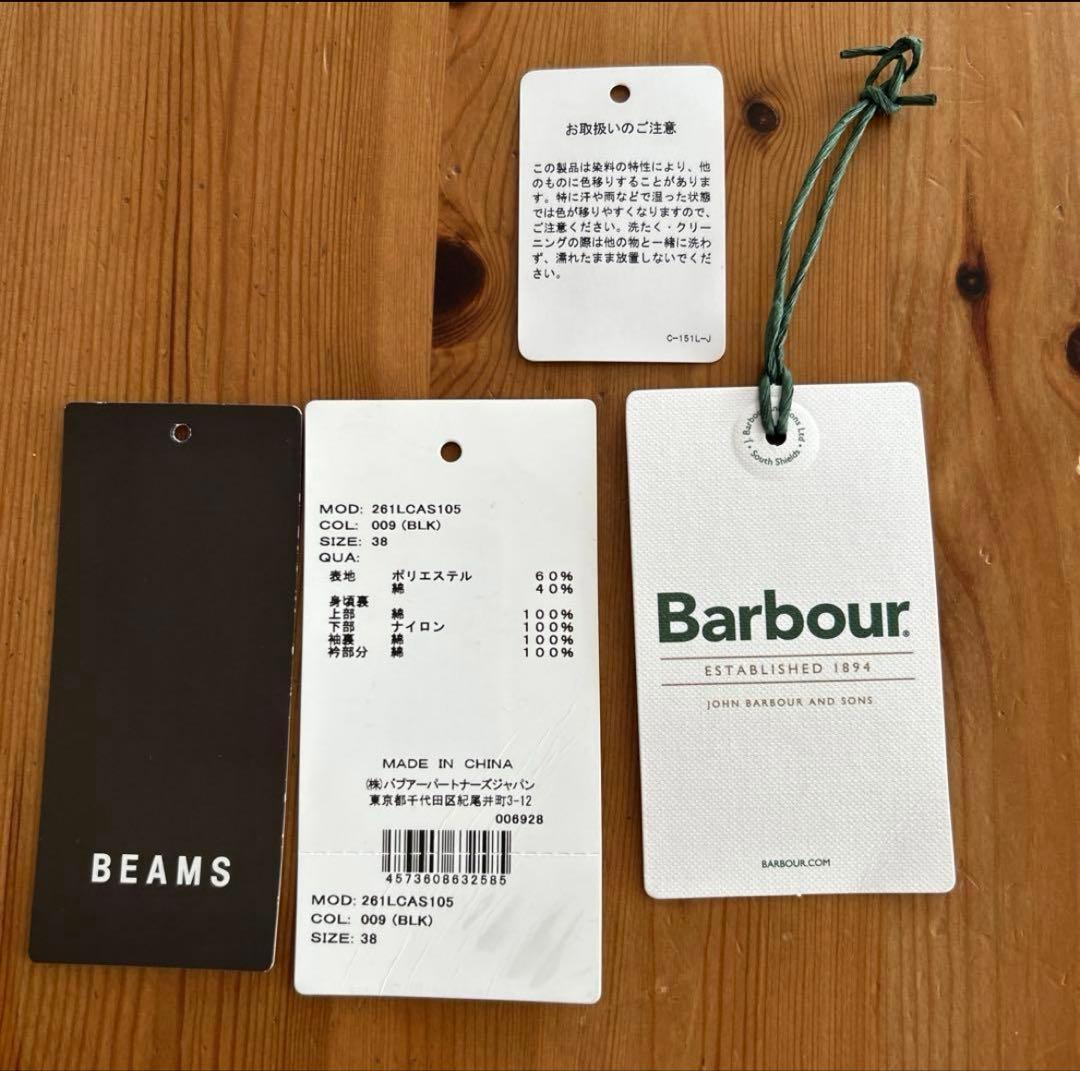 お取扱いのご注意
この製品は染料の特性により、他
のものに色移りすることがありま
す。特に汗や雨などで湿った状態
では色が移りやすくなりますので、
ご注意ください。洗たく・クリー
ニングの際は他の物と一緒に洗わ
ず、濡れたまま放置しないでくだ
さい。
C-151L-J
BEAMS
MOD: 261LCAS105
COL: 009 (BLK)
SIZE: 38
QUA:
表地 ポリエステル 60%
綿 40%
身頃裏
上部 綿 100%
下部 ナイロン 100%
袖裏 綿 100%
衿部分 綿 100%
MADE IN CHINA
(株)バブアーパートナーズジャパン
東京都千代田区紀尾井町3-12
006928
4573608632585
MOD: 261LCAS105
COL: 009 (BLK)
SIZE: 38
South Shields
Barbour®
ESTABLISHED 1894
JOHN BARBOUR AND SONS
BARBOUR.COM